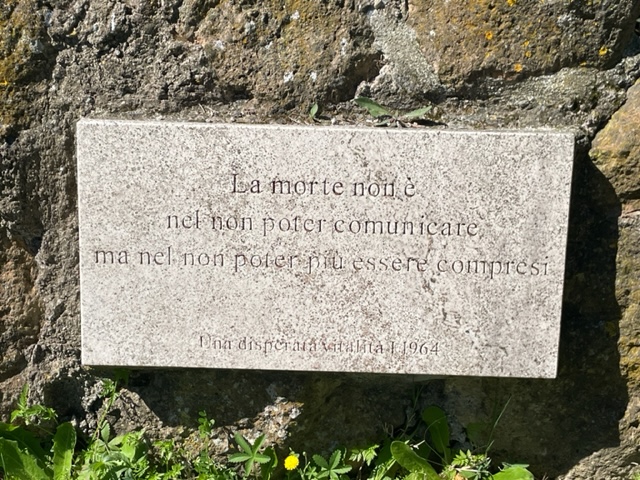 La morte non è
nel non poter comunicare
ma nel non poter più essere compresi
Una disperata vitalità | 1964